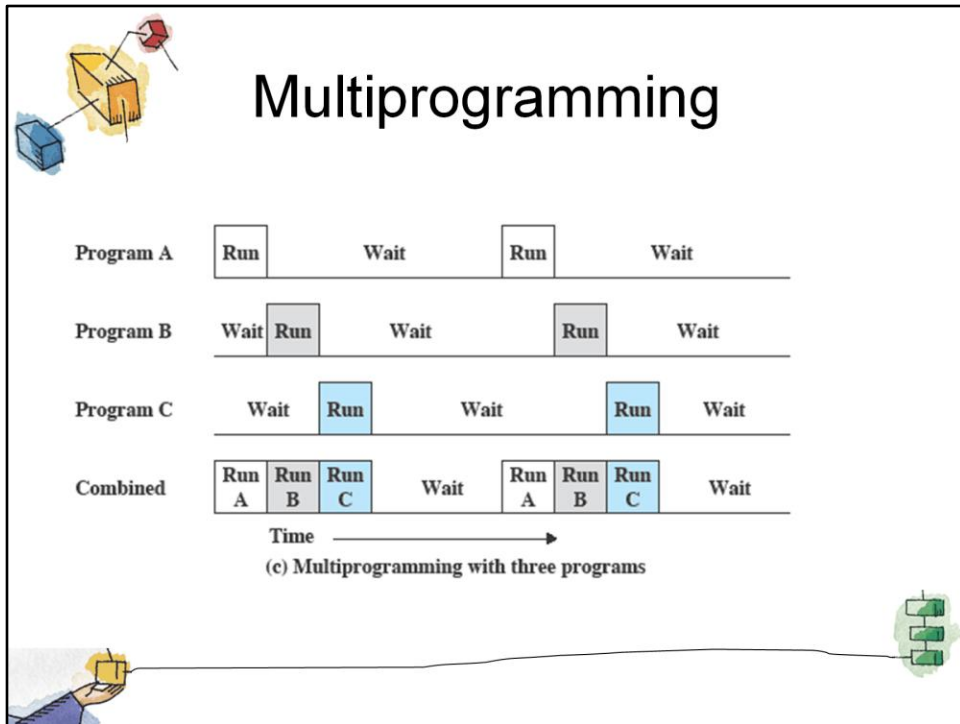 Multiprogramming
Program A Run Wait Run Wait
Program B Wait Run Wait Run Wait
Program C Wait Run Wait Run Wait
Combined Run A Run B Run C Wait Run A Run B Run C Wait
Time
(c) Multiprogramming with three programs